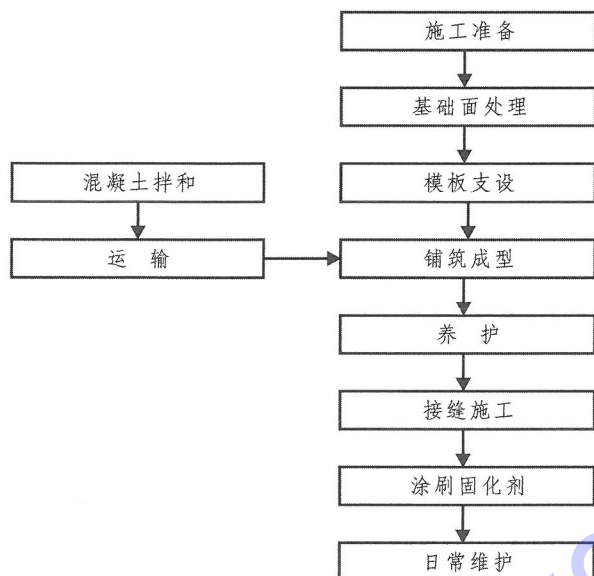 施工准备
基础面处理
混凝土拌和
模板支设
运 输
铺筑成型
养 护
接缝施工
涂刷固化剂
日常维护